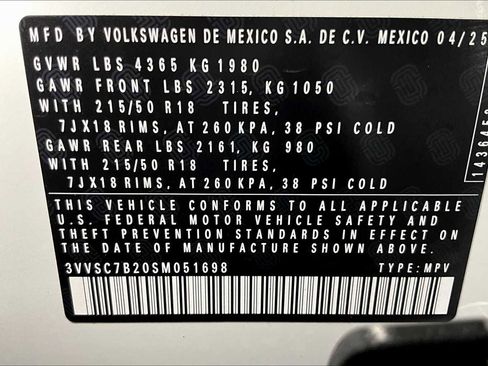 MFD BY VOLKSWAGEN DE MEXICO S.A. DE C.V. MEXICO 04/25
GVWR LBS 4365 KG 1980
GAWR FRONT LBS 2315, KG 1050
WITH 215/50 R18 TIRES,
7JX18 RIMS, AT 260 KPA, 38 PSI COLD
GAWR REAR LBS 2161, KG 980
WITH 215/50 R18 TIRES,
7JX18 RIMS, AT 260 KPA, 38 PSI COLD
THIS VEHICLE CONFORMS TO ALL APPLICABLE
U.S. FEDERAL MOTOR VEHICLE SAFETY AND
THEFT PREVENTION STANDARDS IN EFFECT ON
THE DATE OF MANUFACTURE SHOWN ABOVE
3VVSC7B20SM051698 TYPE: MPV